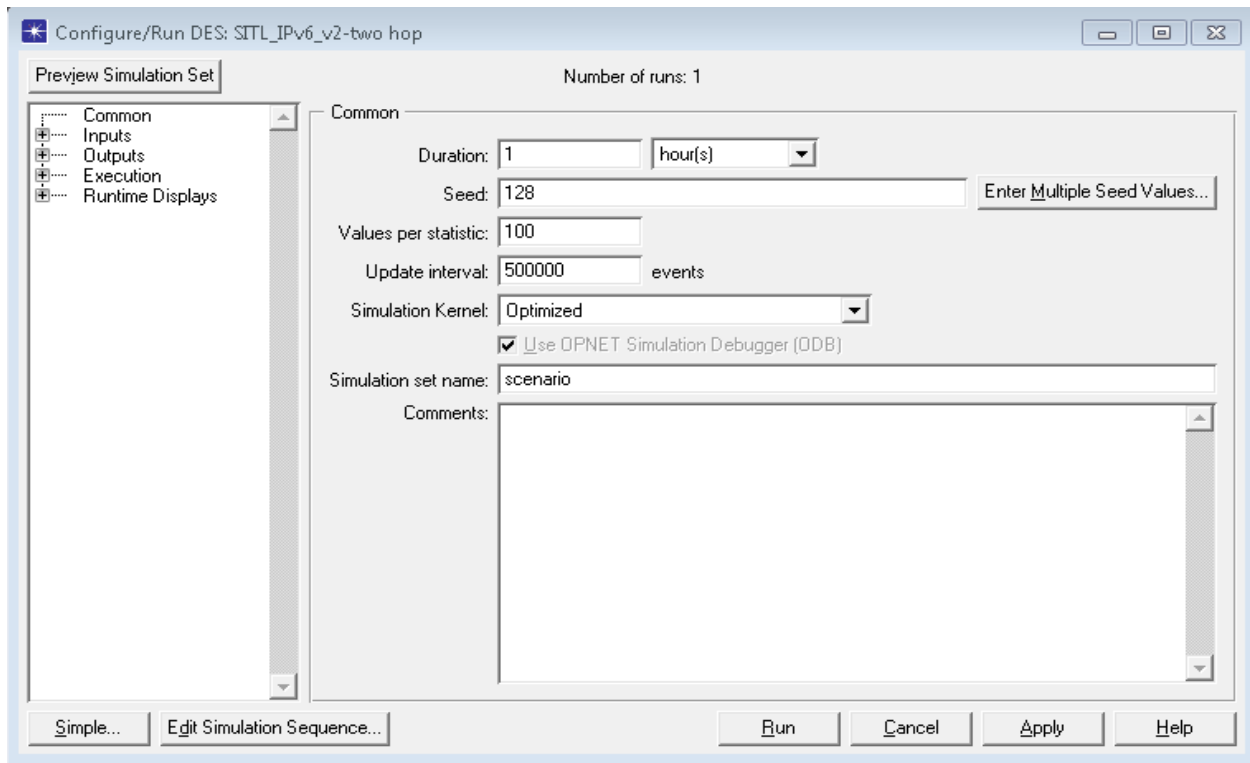 Configure/Run DES: SITL_IPv6_v2-two hop
Preview Simulation Set
Number of runs: 1
Common
Inputs
Outputs
Execution
Runtime Displays
Common
Duration: 1 hour(s)
Seed: 128 Enter Multiple Seed Values...
Values per statistic: 100
Update interval: 500000 events
Simulation Kernel: Optimized
Use OPNET Simulation Debugger (ODB)
Simulation set name: scenario
Comments:
Simple... Edit Simulation Sequence... Run Cancel Apply Help